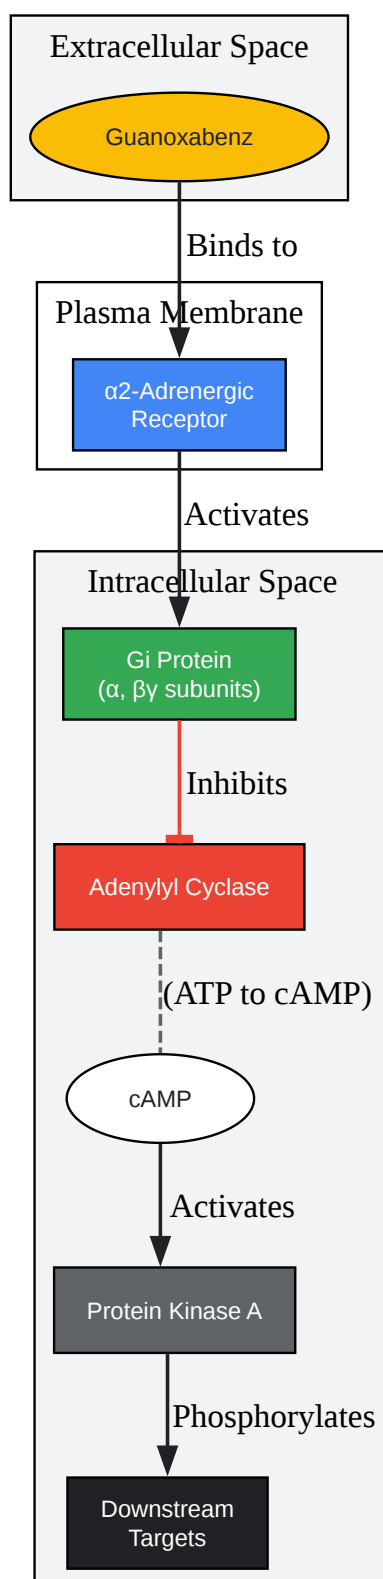 Extracellular Space
Guanoxabenz
Binds to
Plasma Membrane
α2-Adrenergic
Receptor
Activates
Intracellular Space
Gi Protein
(α, βγ subunits)
Inhibits
Adenylyl Cyclase
(ATP to cAMP)
cAMP
Activates
Protein Kinase A
Phosphorylates
Downstream
Targets